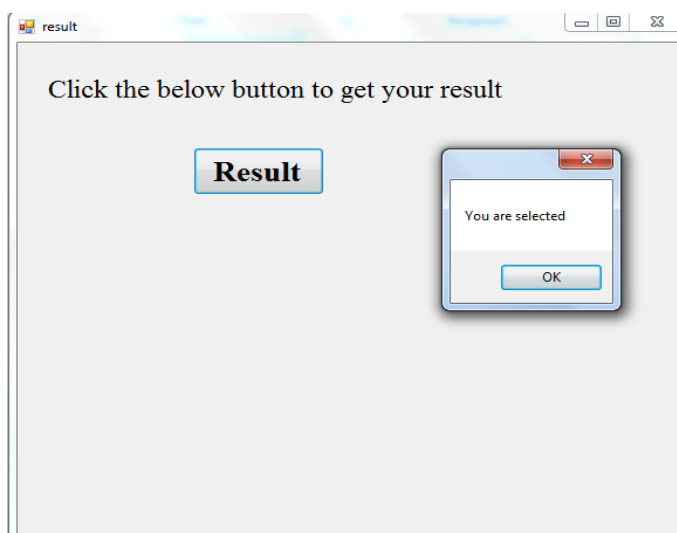 result
Click the below button to get your result
Result
You are selected
OK